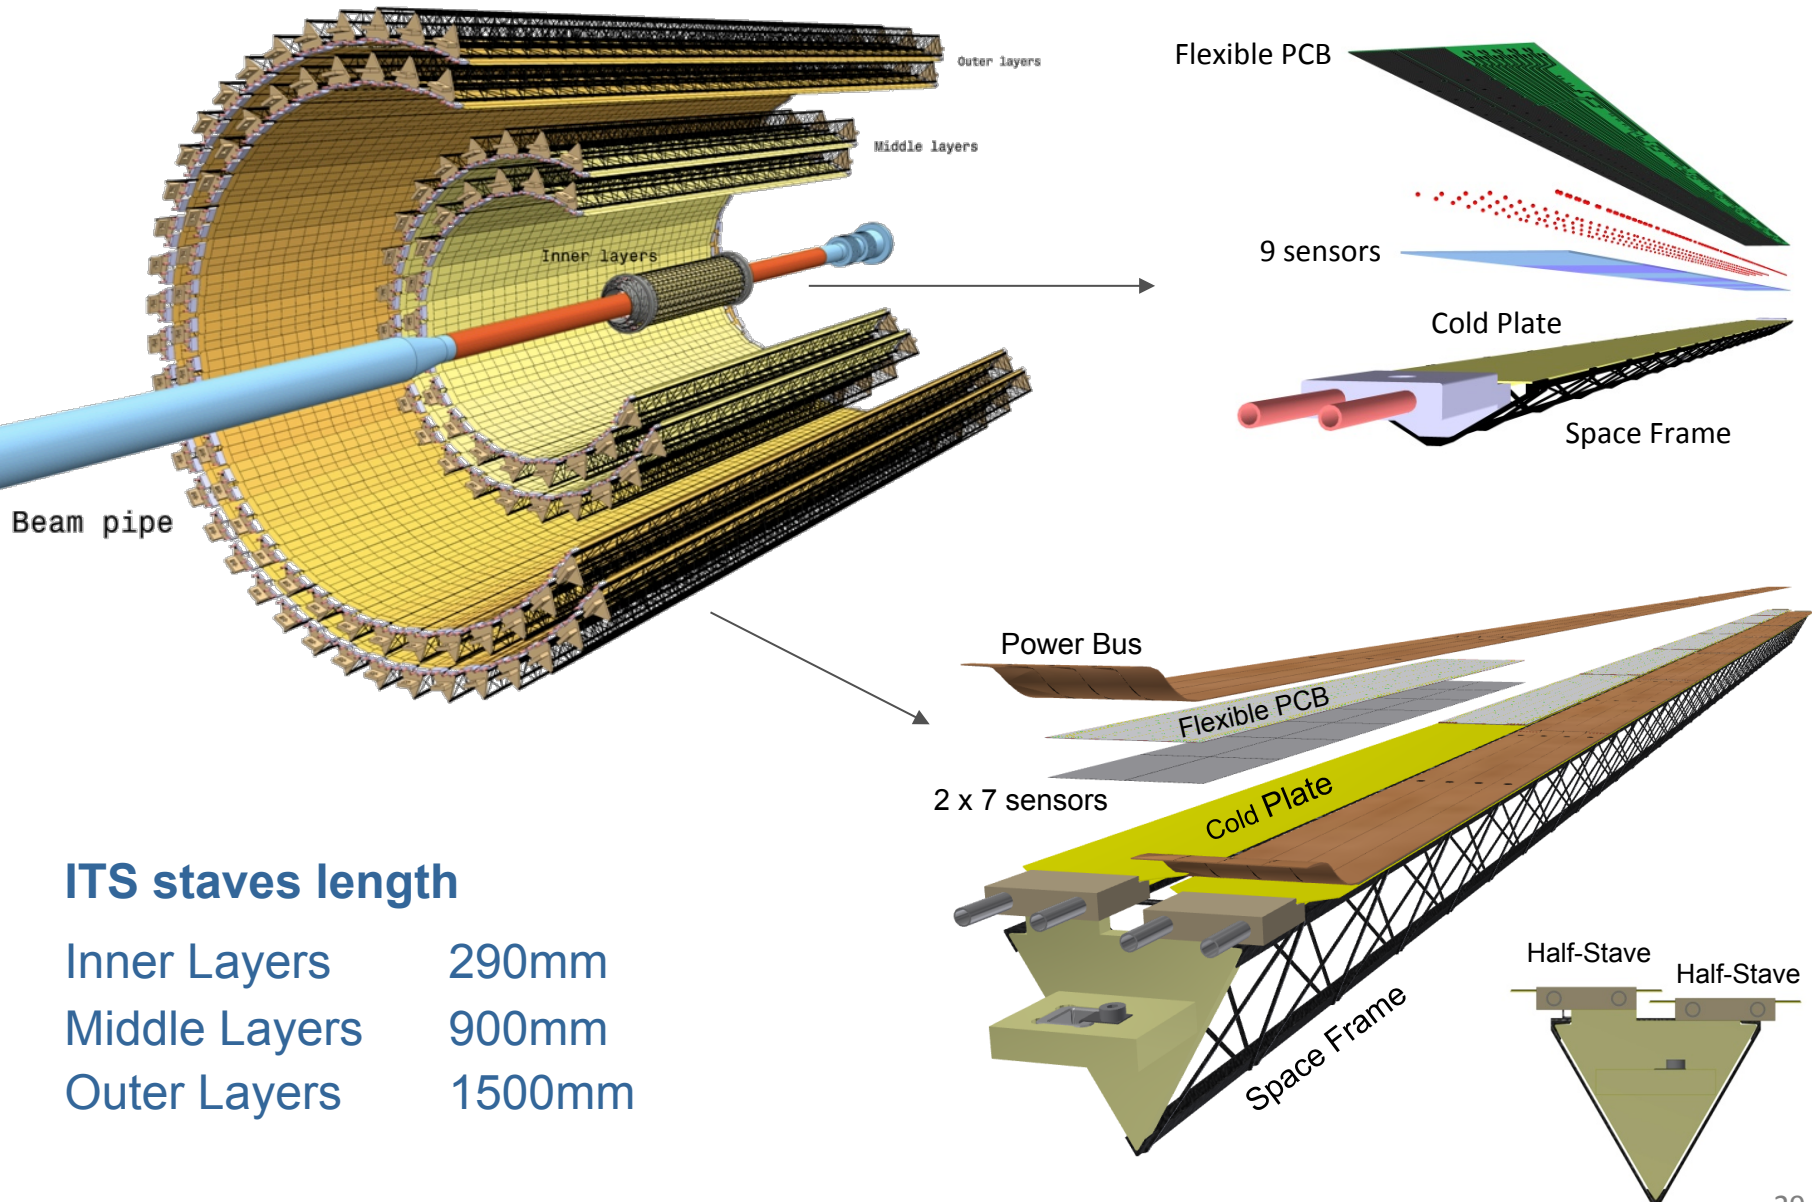 Outer layers
Middle layers
Inner layers
Beam pipe
Flexible PCB
9 sensors
Cold Plate
Space Frame
Power Bus
Flexible PCB
2 x 7 sensors
Cold Plate
Space Frame
Half-Stave
Half-Stave
ITS staves length
Inner Layers 290mm
Middle Layers 900mm
Outer Layers 1500mm